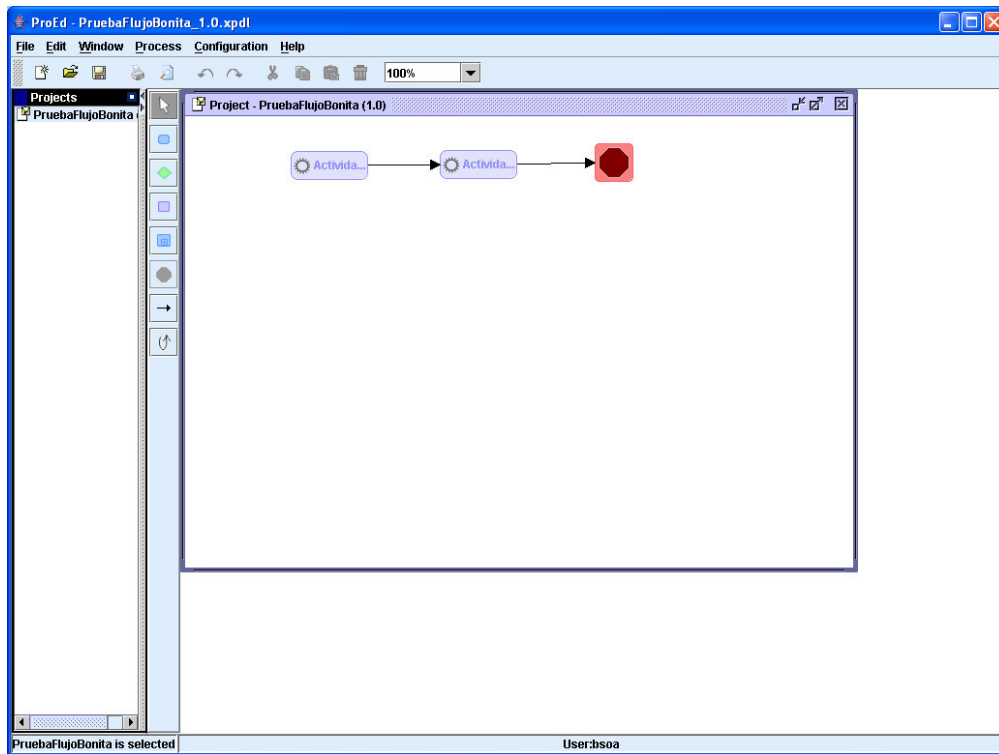 ProEd - PruebaFlujoBonita_1.0.xpdl
File Edit Window Process Configuration Help
100%
Projects
PruebaFlujoBonita
Project - PruebaFlujoBonita (1.0)
Activida...
Activida...
PruebaFlujoBonita is selected
User:bsoa